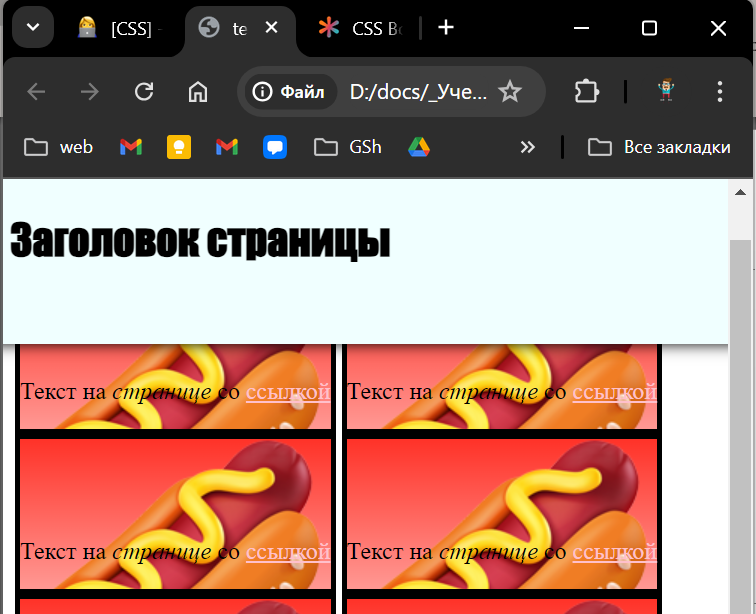 [CSS] -
te
CSS Bo
Файл
D:/docs/_Уче...
web
GSh
Все закладки
Заголовок страницы
Текст на странице со ссылкой
Текст на странице со ссылкой
Текст на странице со ссылкой
Текст на странице со ссылкой